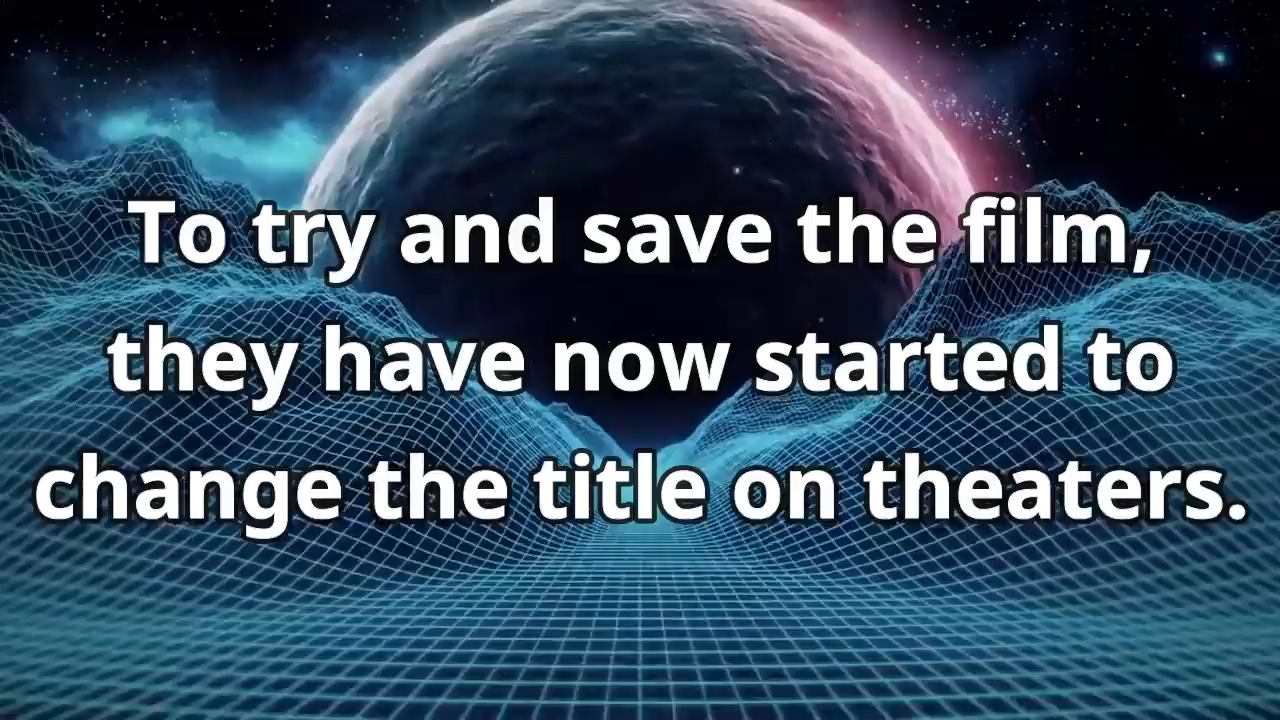 To try and save the film,
they have now started to
change the title on theaters.